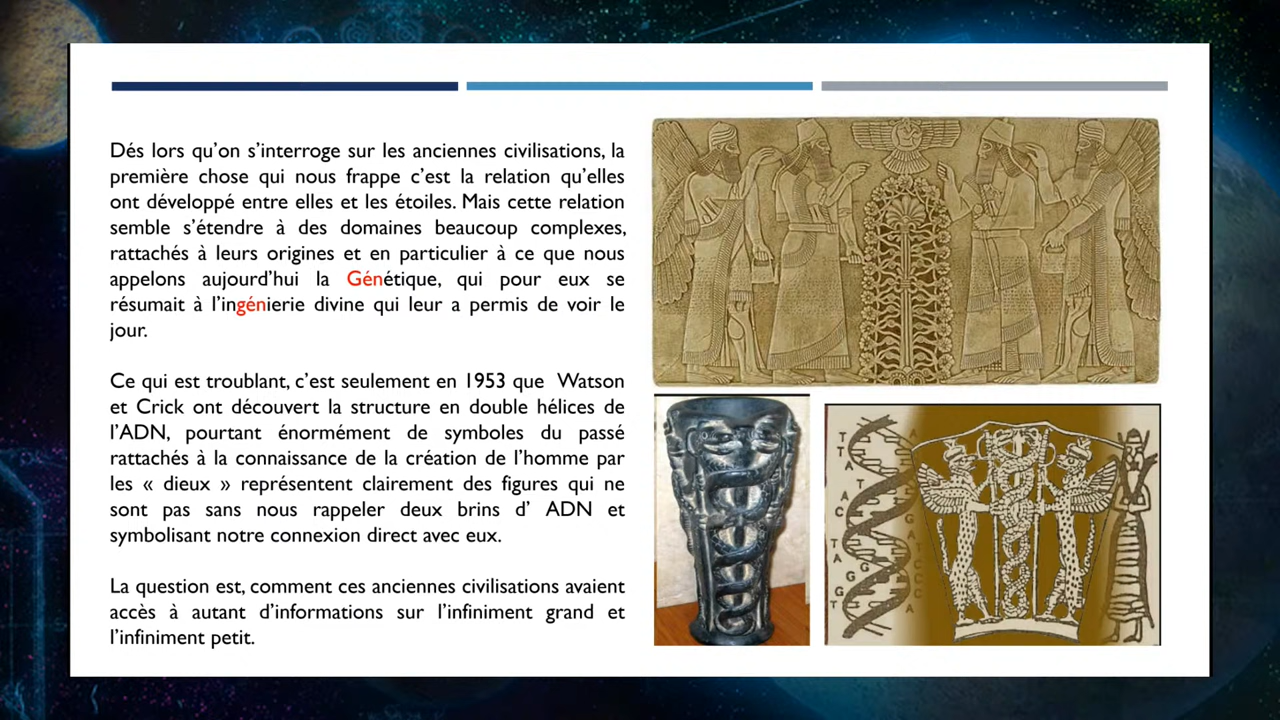 Dés lors qu’on s’interroge sur les anciennes civilisations, la
première chose qui nous frappe c’est la relation qu’elles
ont développé entre elles et les étoiles. Mais cette relation
semble s’étendre à des domaines beaucoup complexes,
rattachés à leurs origines et en particulier à ce que nous
appelons aujourd’hui la Génétique, qui pour eux se
résumait à l’ingénierie divine qui leur a permis de voir le
jour.
Ce qui est troublant, c’est seulement en 1953 que Watson
et Crick ont découvert la structure en double hélices de
l’ADN, pourtant énormément de symboles du passé
rattachés à la connaissance de la création de l’homme par
les « dieux » représentent clairement des figures qui ne
sont pas sans nous rappeler deux brins d’ ADN et
symbolisant notre connexion direct avec eux.
La question est, comment ces anciennes civilisations avaient
accès à autant d’informations sur l’infiniment grand et
l’infiniment petit.